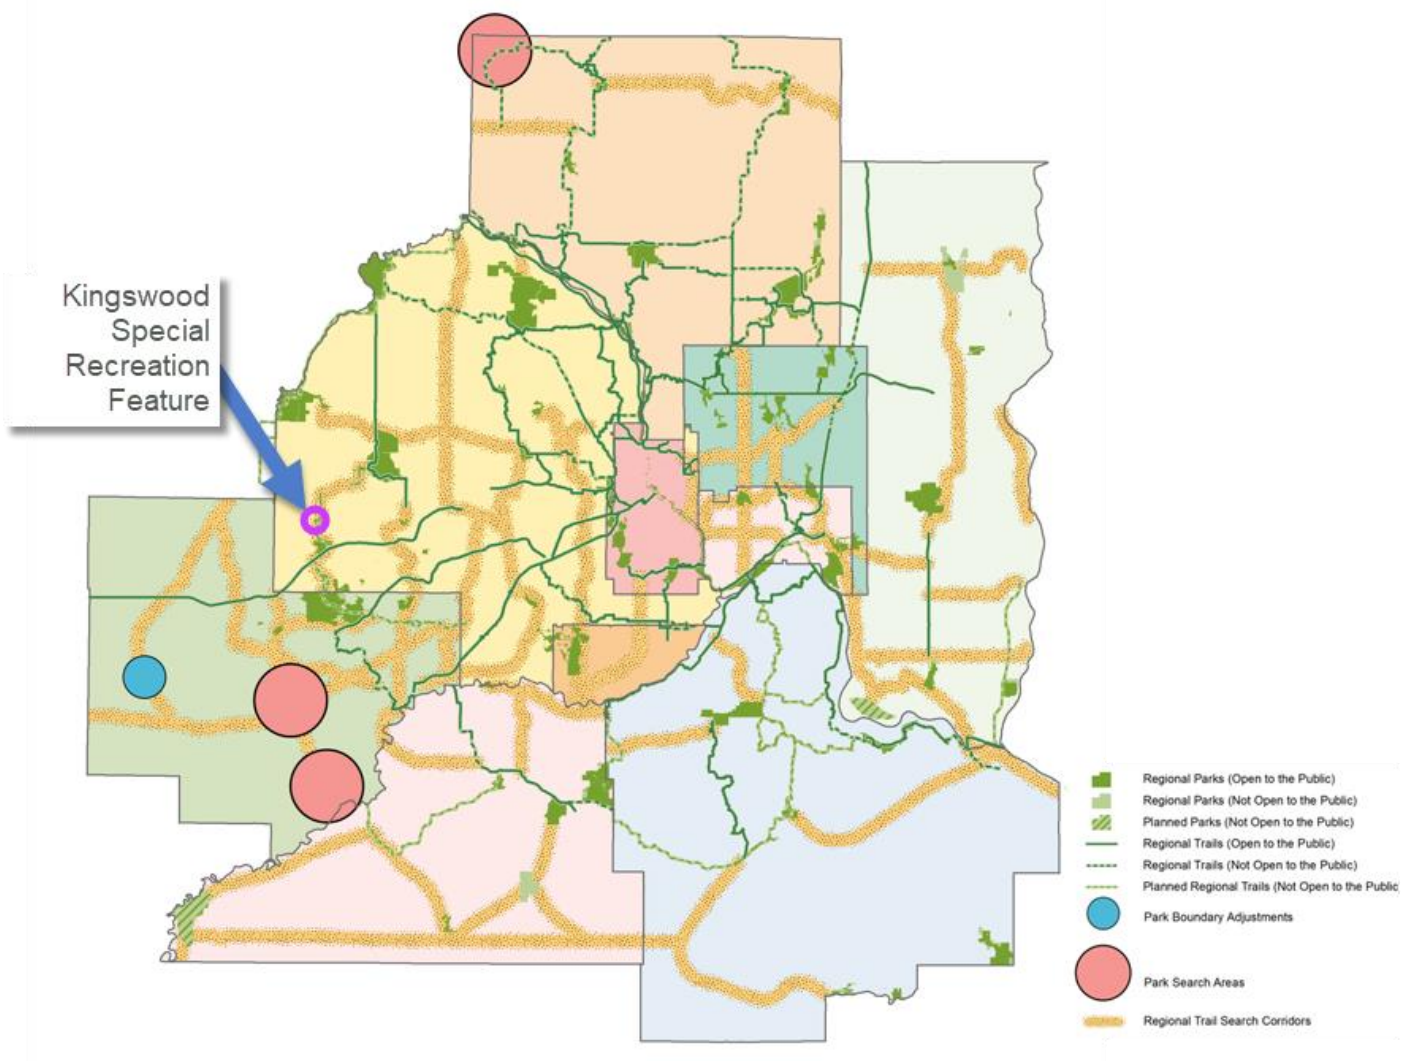 Kingswood
Special
Recreation
Feature
Regional Parks (Open to the Public)
Regional Parks (Not Open to the Public)
Planned Parks (Not Open to the Public)
Regional Trails (Open to the Public)
Regional Trails (Not Open to the Public)
Planned Regional Trails (Not Open to the Public
Park Boundary Adjustments
Park Search Areas
Regional Trail Search Corridors